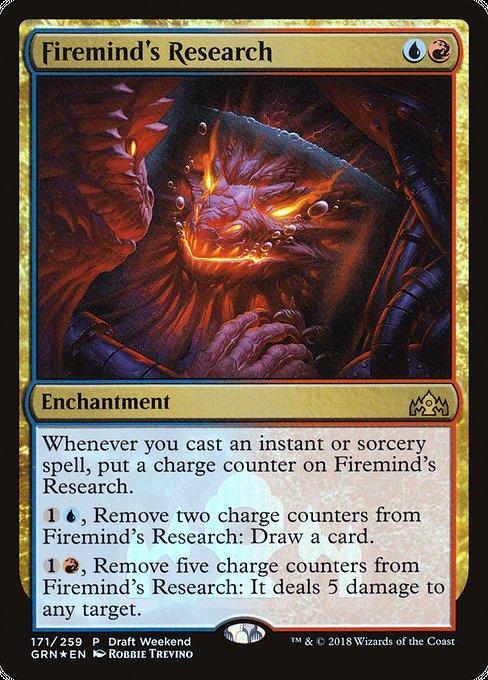 Firemind's Research
Enchantment
Whenever you cast an instant or sorcery
spell, put a charge counter on Firemind's
Research.
1, Remove two charge counters from
Firemind's Research: Draw a card.
1, Remove five charge counters from
Firemind's Research: It deals 5 damage to
any target.
171/259 P Draft Weekend
GRN★EN Robbie Trevino
™ & © 2018 Wizards of the Coast